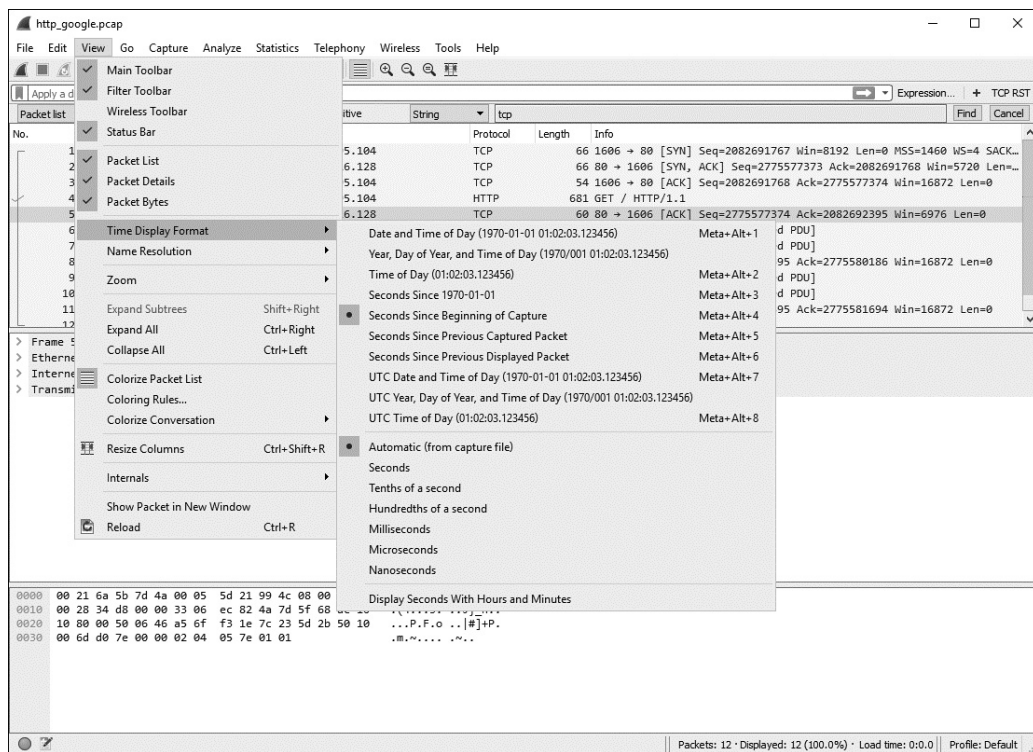 http_google.pcap
File Edit View Go Capture Analyze Statistics Telephony Wireless Tools Help
Apply a d
Expression... + TCP RST
Packet list
itive String tcp Find Cancel
No. Protocol Length Info
1 5.104 TCP 66 1606 → 80 [SYN] Seq=2082691767 Win=8192 Len=0 MSS=1460 WS=4 SACK…
2 6.128 TCP 66 80 → 1606 [SYN, ACK] Seq=2775577373 Ack=2082691768 Win=5720 Len=…
3 5.104 TCP 54 1606 → 80 [ACK] Seq=2082691768 Ack=2775577374 Win=16872 Len=0
4 5.104 HTTP 681 GET / HTTP/1.1
5 6.128 TCP 60 80 → 1606 [ACK] Seq=2775577374 Ack=2082692395 Win=6976 Len=0
6 d PDU]
7 d PDU]
8 95 Ack=2775580186 Win=16872 Len=0
9 d PDU]
10 d PDU]
11 95 Ack=2775581694 Win=16872 Len=0
12
Main Toolbar
Filter Toolbar
Wireless Toolbar
Status Bar
Packet List
Packet Details
Packet Bytes
Time Display Format
Name Resolution
Zoom
Expand Subtrees Shift+Right
Expand All Ctrl+Right
Collapse All Ctrl+Left
Colorize Packet List
Coloring Rules...
Colorize Conversation
Resize Columns Ctrl+Shift+R
Internals
Show Packet in New Window
Reload Ctrl+R
Date and Time of Day (1970-01-01 01:02:03.123456) Meta+Alt+1
Year, Day of Year, and Time of Day (1970/001 01:02:03.123456)
Time of Day (01:02:03.123456) Meta+Alt+2
Seconds Since 1970-01-01 Meta+Alt+3
Seconds Since Beginning of Capture Meta+Alt+4
Seconds Since Previous Captured Packet Meta+Alt+5
Seconds Since Previous Displayed Packet Meta+Alt+6
UTC Date and Time of Day (1970-01-01 01:02:03.123456) Meta+Alt+7
UTC Year, Day of Year, and Time of Day (1970/001 01:02:03.123456)
UTC Time of Day (01:02:03.123456) Meta+Alt+8
Automatic (from capture file)
Seconds
Tenths of a second
Hundredths of a second
Milliseconds
Microseconds
Nanoseconds
Display Seconds With Hours and Minutes
> Frame 5
> Etherne
> Interne
> Transmi
0000 00 21 6a 5b 7d 4a 00 05 5d 21 99 4c 08 00
0010 00 28 34 d8 00 00 33 06 ec 82 4a 7d 5f 68
0020 10 80 00 50 06 46 a5 6f f3 1e 7c 23 5d 2b 50 10 ...P.F.o ..|#]+P.
0030 00 6d d0 7e 00 00 02 04 05 7e 01 01 .m.~.... .~..
Packets: 12 · Displayed: 12 (100.0%) · Load time: 0:0.0 Profile: Default